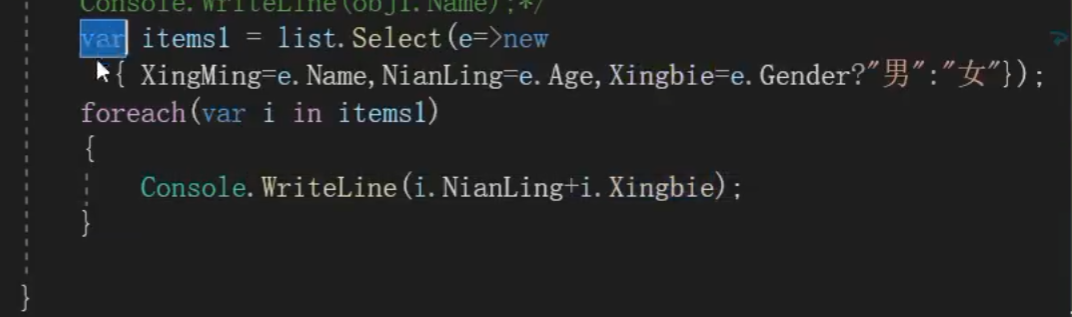 Console.WriteLine(obj1.Name);*/
var items1 = list.Select(e=>new
{ XingMing=e.Name,NianLing=e.Age,Xingbie=e.Gender?"男":"女"});
foreach(var i in items1)
{
Console.WriteLine(i.NianLing+i.Xingbie);
}
}